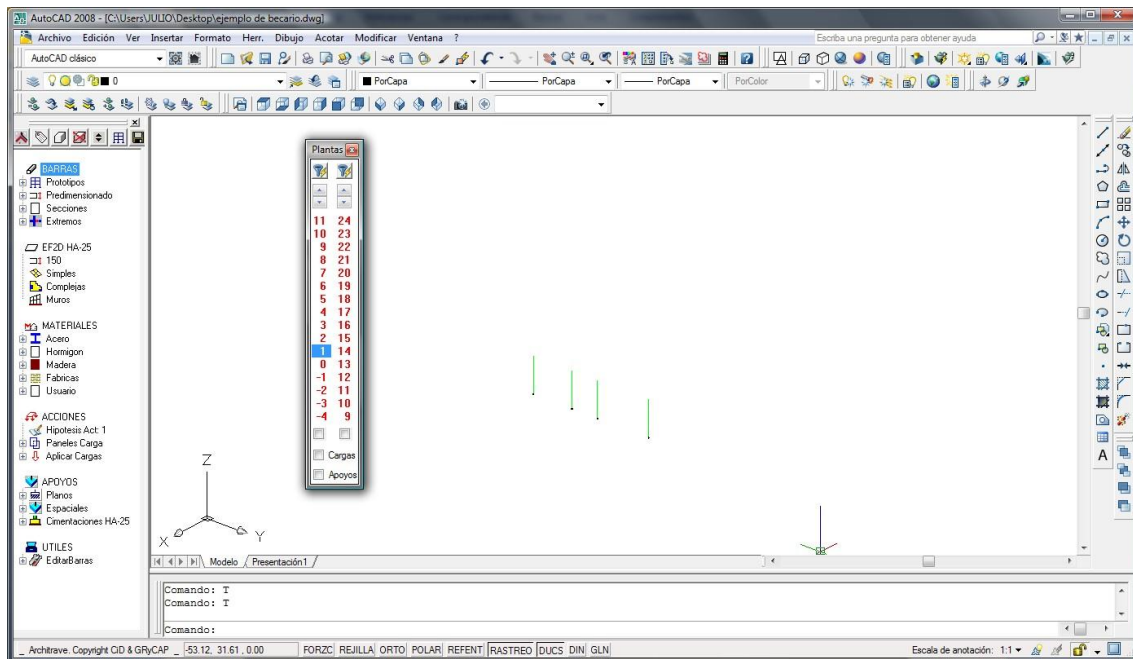 AutoCAD 2008 - [C:\Users\JULIO\Desktop\ejemplo de becario.dwg]
Archivo Edición Ver Insertar Formato Herr. Dibujo Acotar Modificar Ventana ? Escriba una pregunta para obtener ayuda
AutoCAD clásico
0 PorCapa PorCapa PorCapa PorColor
BARRAS
Prototipos
Predimensionado
Secciones
Extremos
EF2D HA-25
150
Simples
Complejas
Muros
MATERIALES
Acero
Hormigon
Madera
Fabricas
Usuario
ACCIONES
Hipotesis Act: 1
Paneles Carga
Aplicar Cargas
APOYOS
Planos
Espaciales
Cimentaciones HA-25
UTILES
EditarBarras
Plantas
11 24
10 23
9 22
8 21
7 20
6 19
5 18
4 17
3 16
2 15
1 14
0 13
-1 12
-2 11
-3 10
-4 9
Cargas
Apoyos
Z
X
Y
A
Modelo Presentación1
Comando: T
Comando: T
Comando:
_ Architrave. Copyright CiD & GRyCAP _ -53.12, 31.61 , 0.00 FORZC REJILLA ORTO POLAR REFENT RASTREO DUCS DIN GLN Escala de anotación: 1:1